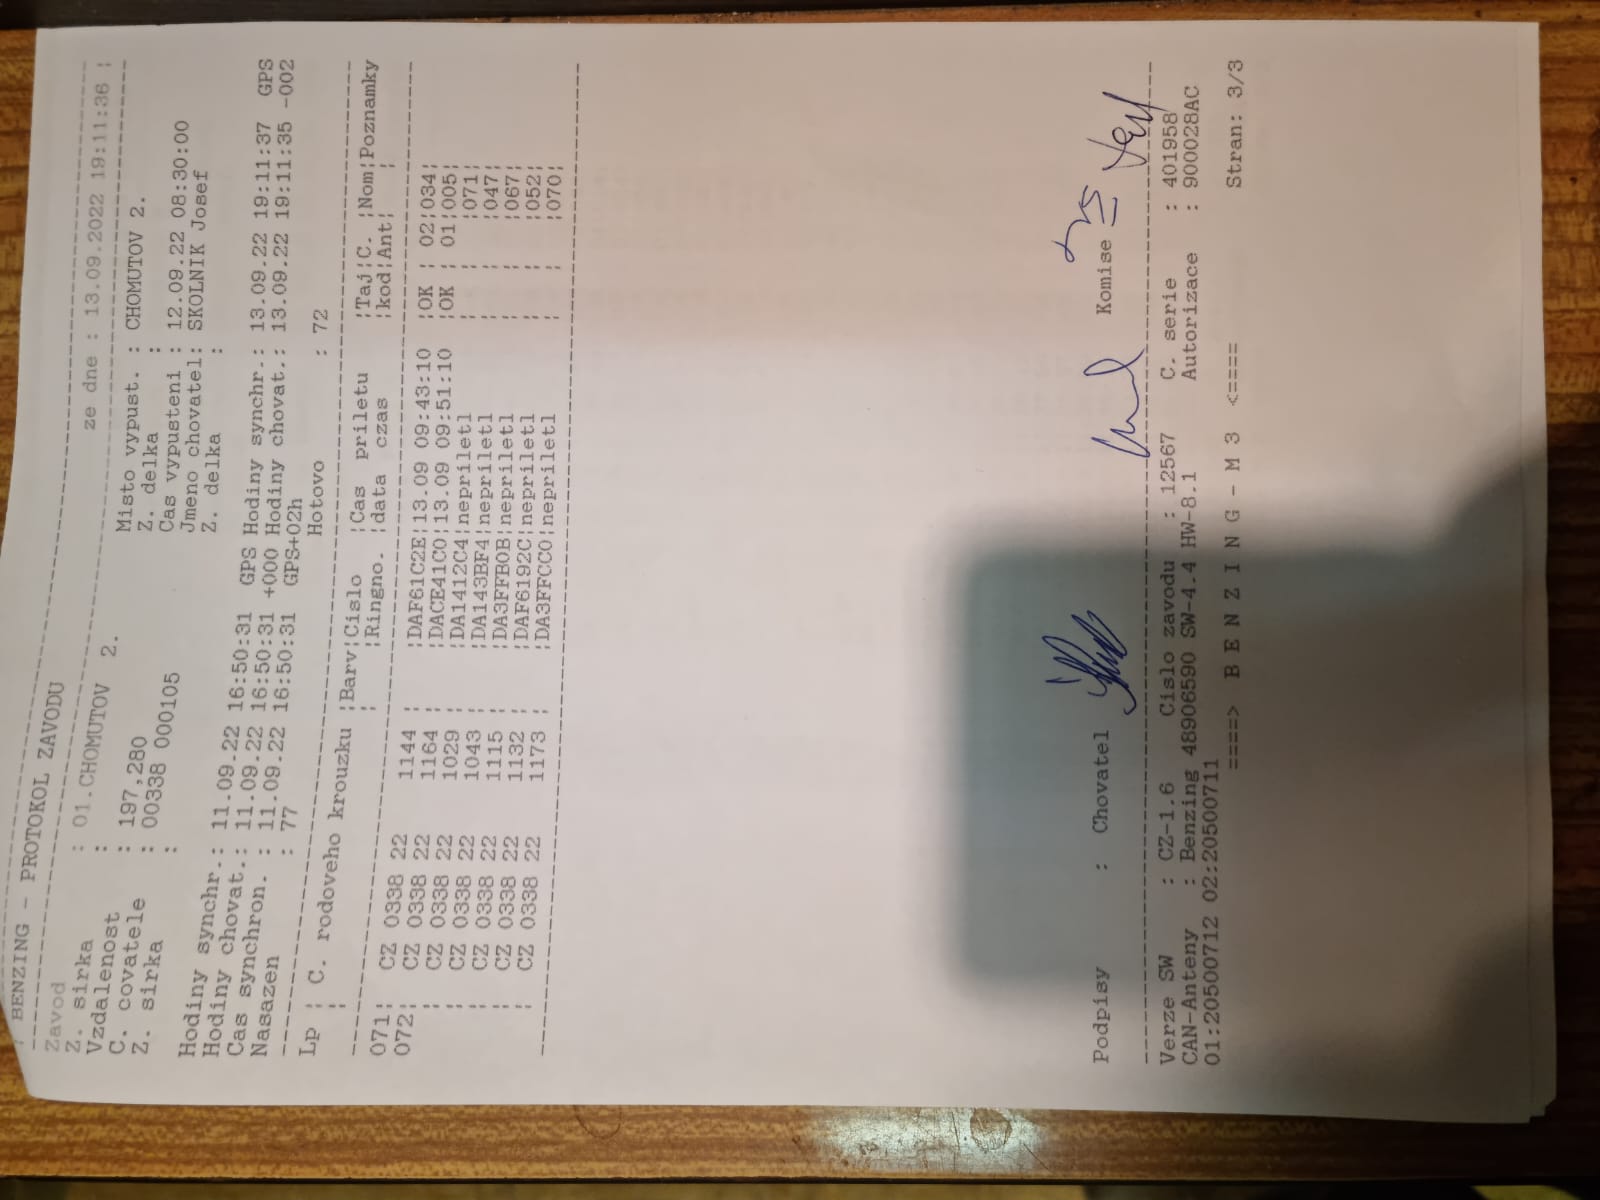 BENZING - PROTOKOL ZAVODU ze dne : 13.09.2022 19:11:36 ¦
--------------------------------------------------
Zavod : 01.CHOMUTOV 2. Misto vypust. : CHOMUTOV 2.
Z. sirka : Z. delka :
Vzdalenost : 197,280 Cas vypusteni : 12.09.22 08:30:00
C. covatele : 00338 000105 Jmeno chovatel: SKOLNIK Josef
Z. sirka : Z. delka :
Hodiny synchr.: 11.09.22 16:50:31 GPS Hodiny synchr.: 13.09.22 19:11:37 GPS
Hodiny chovat.: 11.09.22 16:50:31 +000 Hodiny chovat.: 13.09.22 19:11:35 -002
Cas synchron. : 11.09.22 16:50:31 GPS+02h
Nasazen : 77 Hotovo : 72
--------------------------------------------------
Lp ¦ C. rodoveho krouzku ¦Barv¦Cislo ¦Cas priletu ¦Taj¦C. ¦Nom¦Poznamky
¦ ¦ ¦Ringno. ¦data czas ¦kod¦Ant¦ ¦
--------------------------------------------------
071¦ CZ 0338 22 1144 ¦ ¦DAF61C2E¦13.09 09:43:10 ¦OK ¦ 02¦034¦
072¦ CZ 0338 22 1164 ¦ ¦DACE41C0¦13.09 09:51:10 ¦OK ¦ 01¦005¦
¦ CZ 0338 22 1029 ¦ ¦DA1412C4¦nepriletl ¦ ¦ ¦071¦
¦ CZ 0338 22 1043 ¦ ¦DA143BF4¦nepriletl ¦ ¦ ¦047¦
¦ CZ 0338 22 1115 ¦ ¦DA3FFB0B¦nepriletl ¦ ¦ ¦067¦
¦ CZ 0338 22 1132 ¦ ¦DAF6192C¦nepriletl ¦ ¦ ¦052¦
¦ CZ 0338 22 1173 ¦ ¦DA3FFCC0¦nepriletl ¦ ¦ ¦070¦
--------------------------------------------------
Podpisy : Chovatel Komise
--------------------------------------------------
Verze SW : CZ-1.6 Cislo zavodu : 12567 C. serie : 401958
CAN-Anteny : Benzing 48906590 SW-4.4 HW-8.1 Autorizace : 900028AC
01:20500712 02:20500711
====> B E N Z I N G - M 3 <==== Stran: 3/3